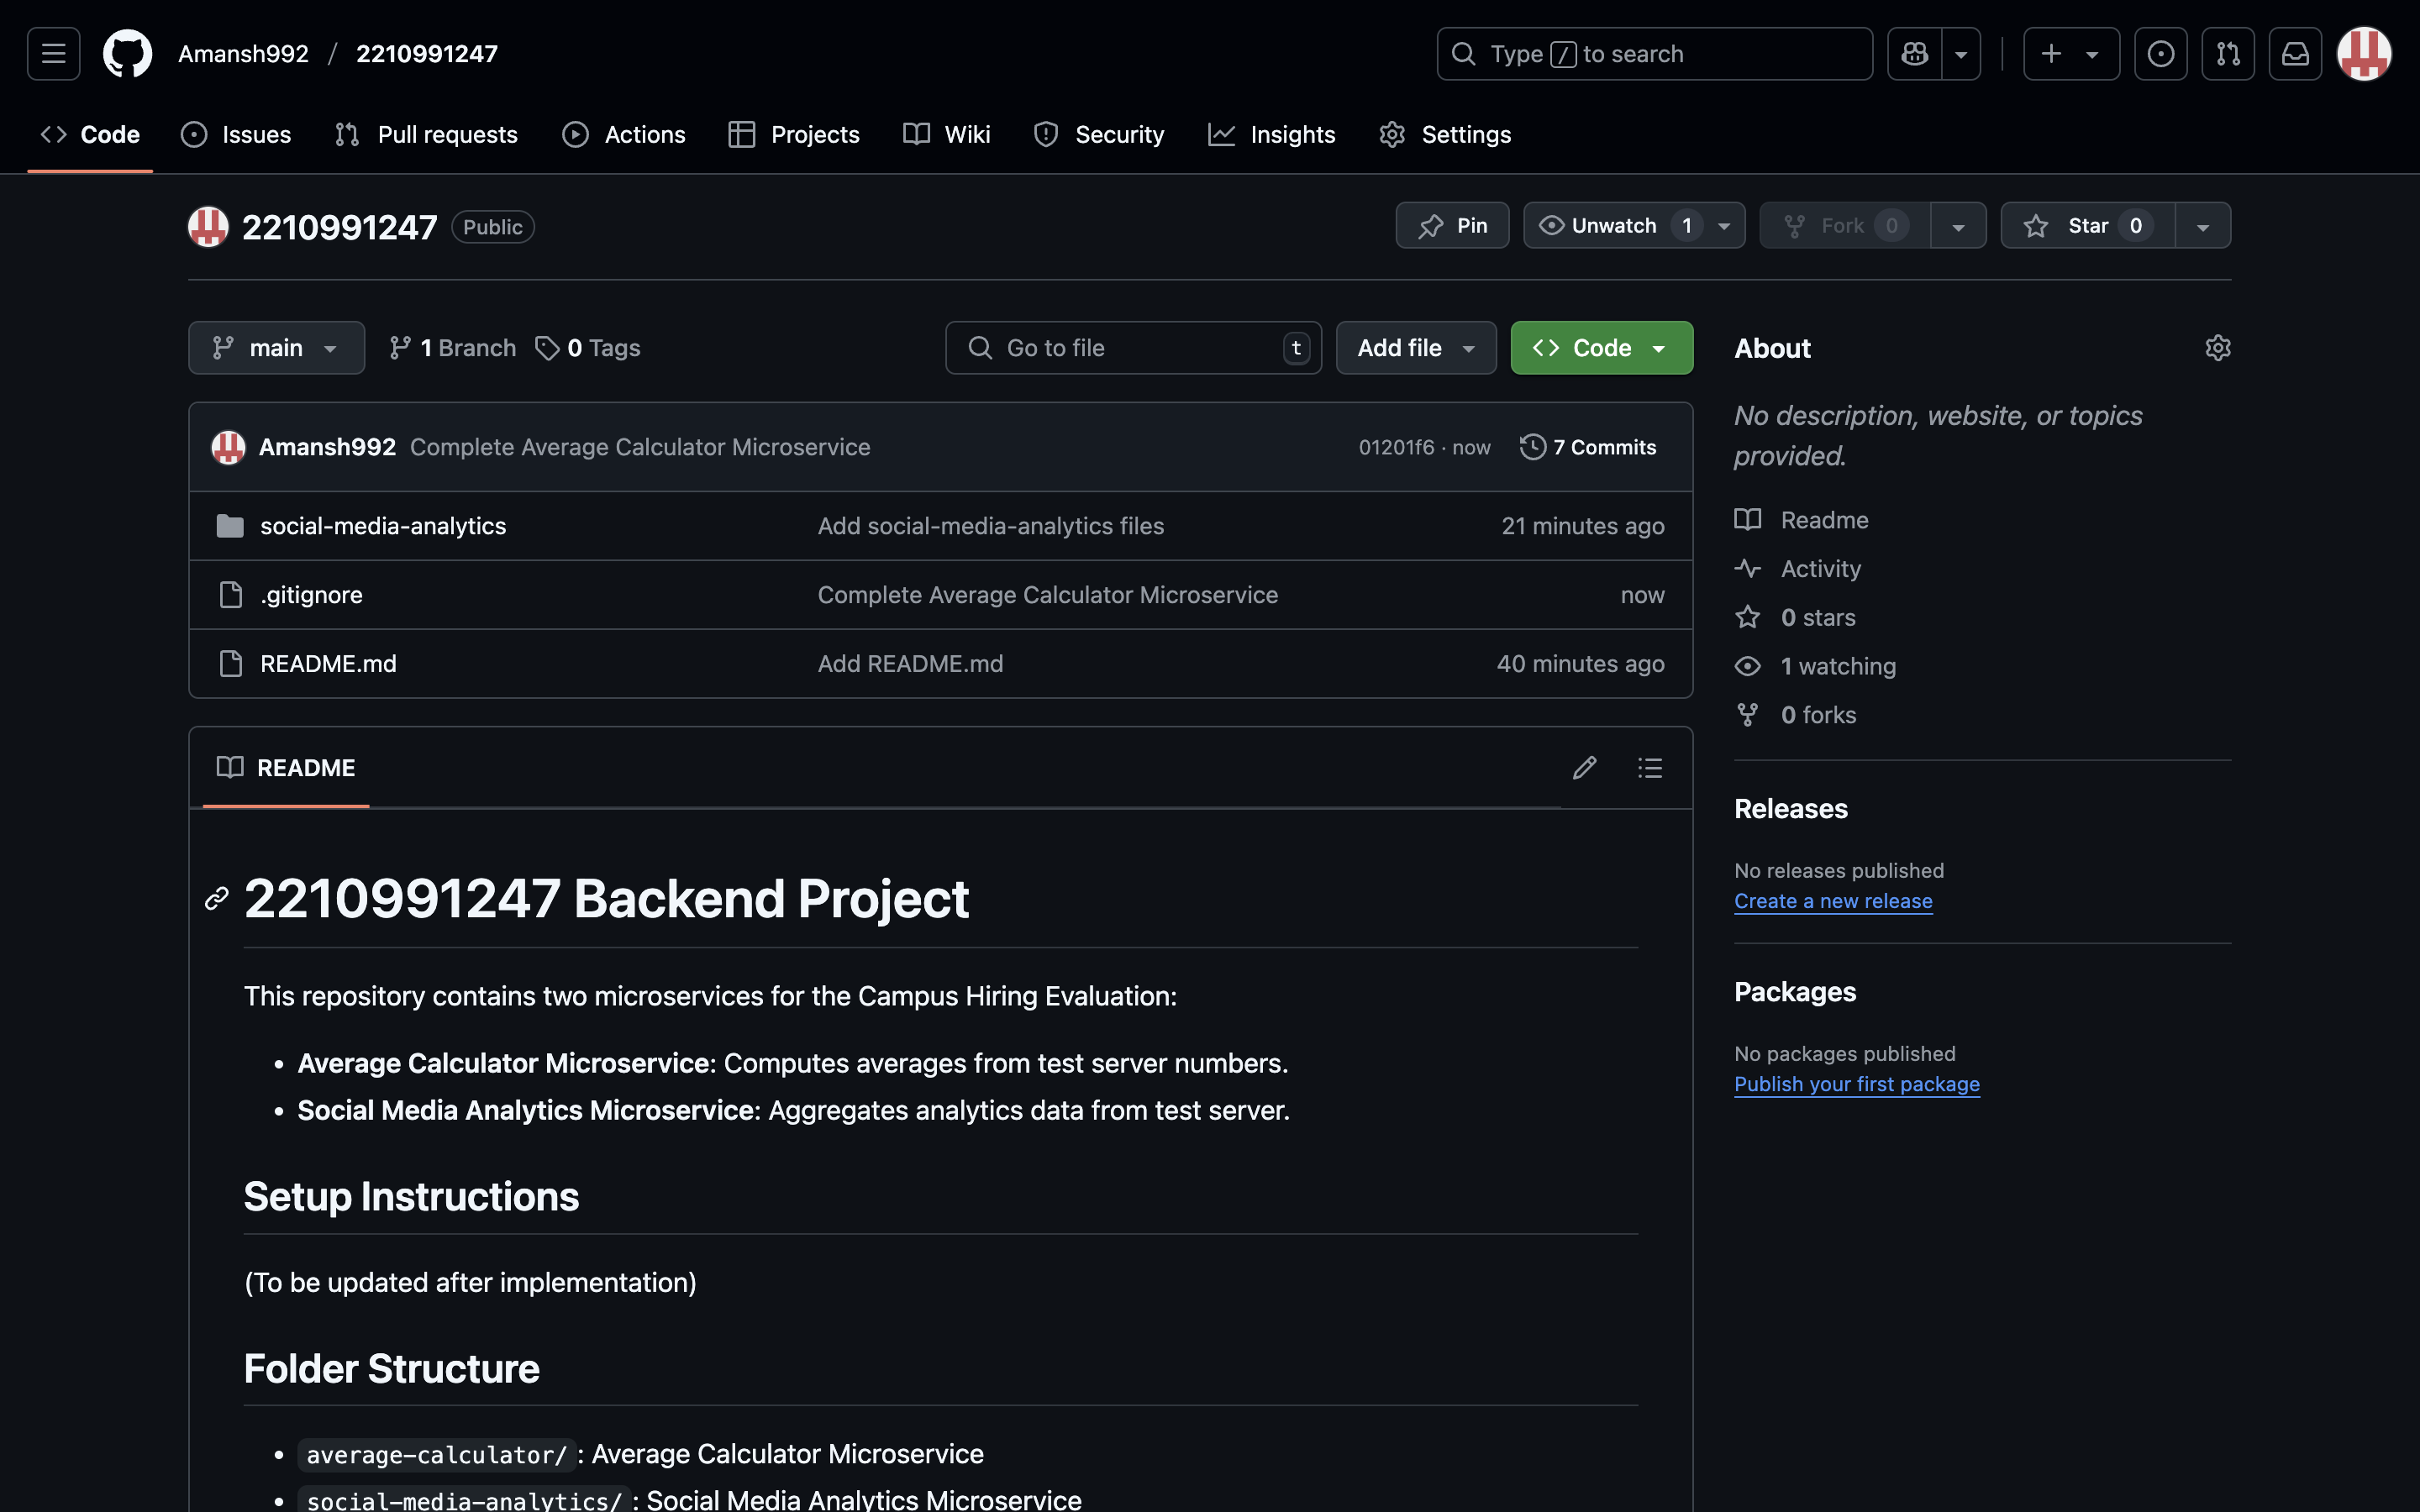 Amansh992 / 2210991247
Type / to search
Code Issues Pull requests Actions Projects Wiki Security Insights Settings
2210991247 Public
Pin Unwatch 1 Fork 0 Star 0
main 1 Branch 0 Tags
Go to file t Add file Code
Amansh992 Complete Average Calculator Microservice 01201f6 · now 7 Commits
social-media-analytics Add social-media-analytics files 21 minutes ago
.gitignore Complete Average Calculator Microservice now
README.md Add README.md 40 minutes ago
README
2210991247 Backend Project
This repository contains two microservices for the Campus Hiring Evaluation:
• Average Calculator Microservice: Computes averages from test server numbers.
• Social Media Analytics Microservice: Aggregates analytics data from test server.
Setup Instructions
(To be updated after implementation)
Folder Structure
• average-calculator/ : Average Calculator Microservice
• social-media-analytics/ : Social Media Analytics Microservice
About
No description, website, or topics
provided.
Readme
Activity
0 stars
1 watching
0 forks
Releases
No releases published
Create a new release
Packages
No packages published
Publish your first package